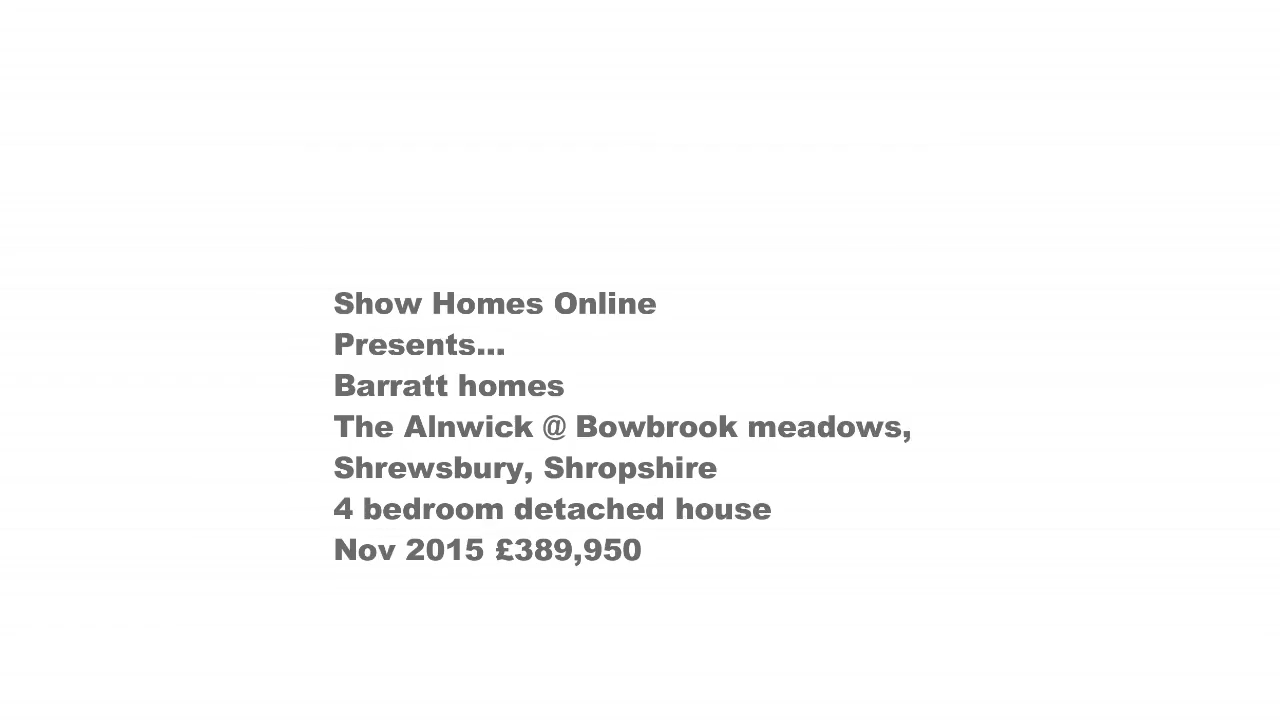 Show Homes Online
Presents...
Barratt homes
The Alnwick @ Bowbrook meadows,
Shrewsbury, Shropshire
4 bedroom detached house
Nov 2015 £389,950